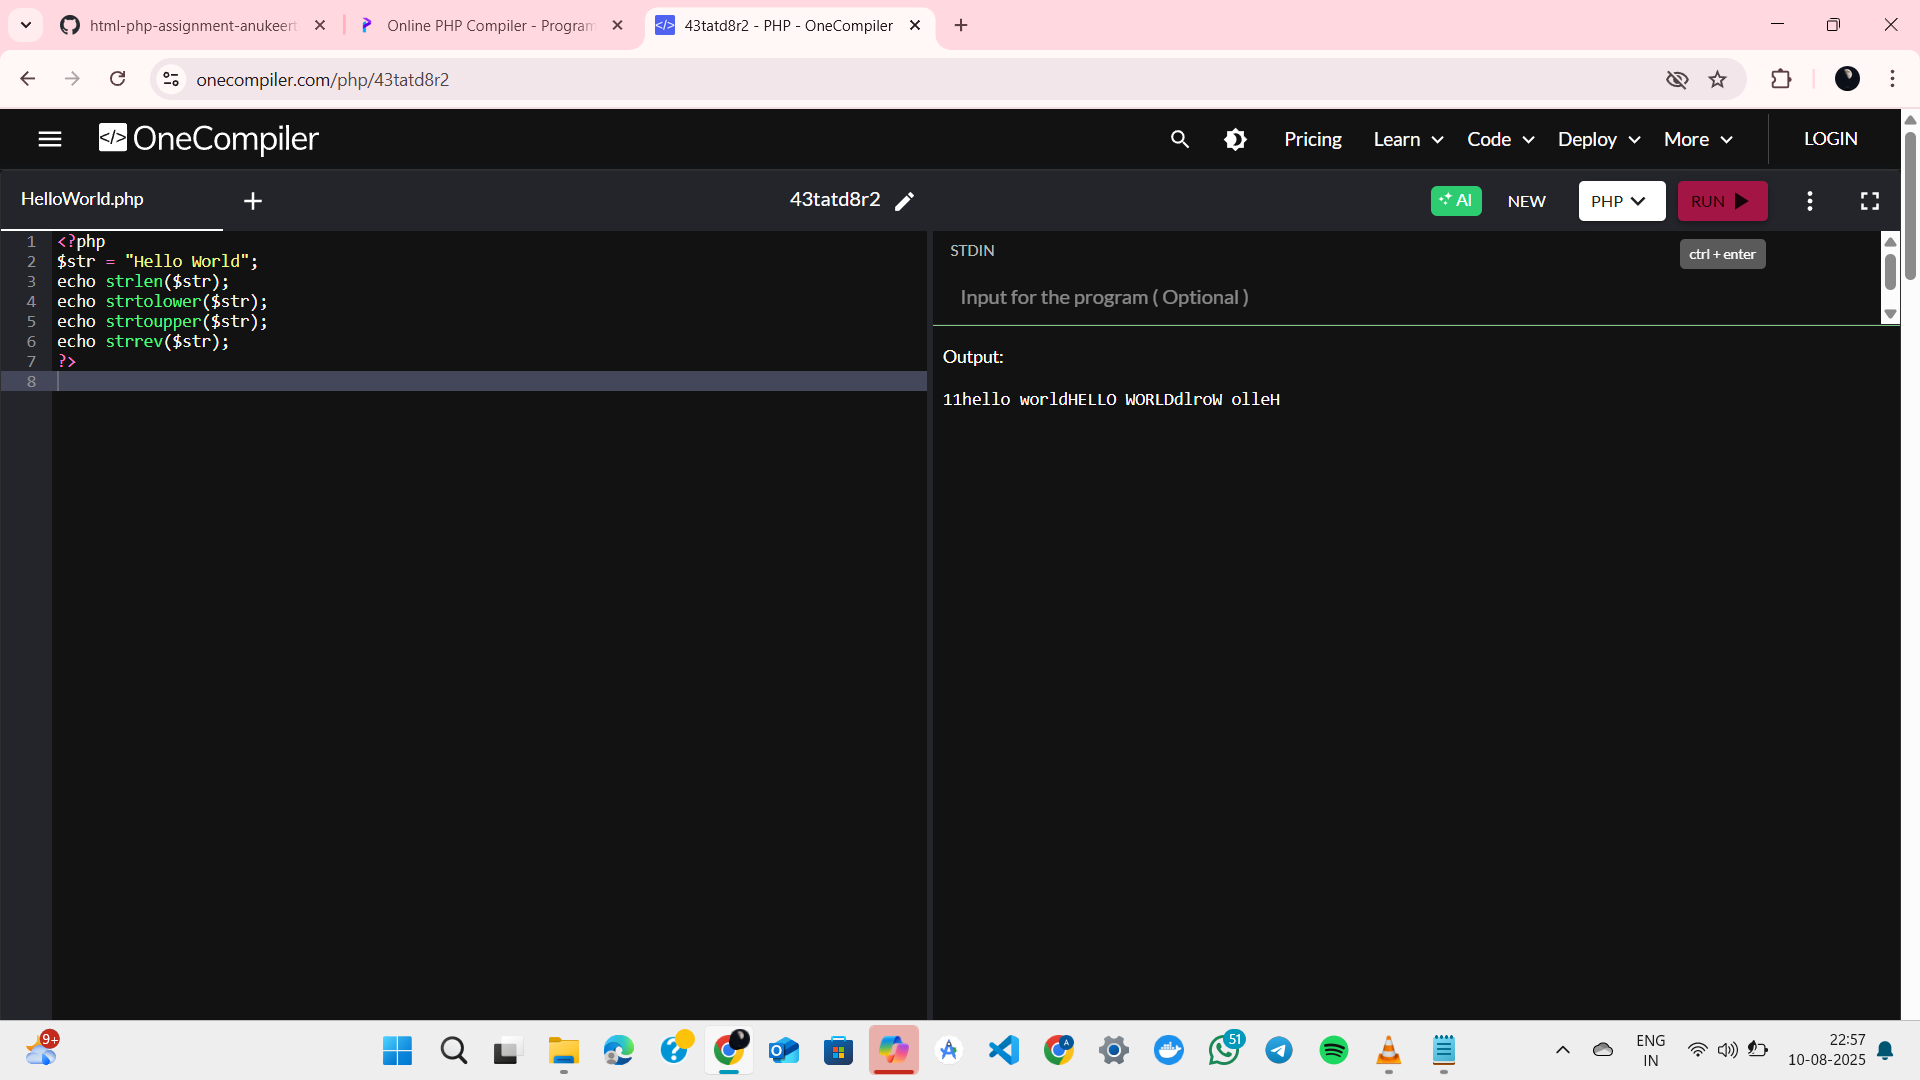 html-php-assignment-anukeert
Online PHP Compiler - Program
43tatd8r2 - PHP - OneCompiler
onecompiler.com/php/43tatd8r2
</> OneCompiler
Pricing
Learn
Code
Deploy
More
LOGIN
HelloWorld.php
43tatd8r2
AI
NEW
PHP
RUN
ctrl + enter
1 <?php
2 $str = "Hello World";
3 echo strlen($str);
4 echo strtolower($str);
5 echo strtoupper($str);
6 echo strrev($str);
7 ?>
8
STDIN
Input for the program ( Optional )
Output:
11hello worldHELLO WORLDdlroW olleH
9+
51
ENG
IN
22:57
10-08-2025